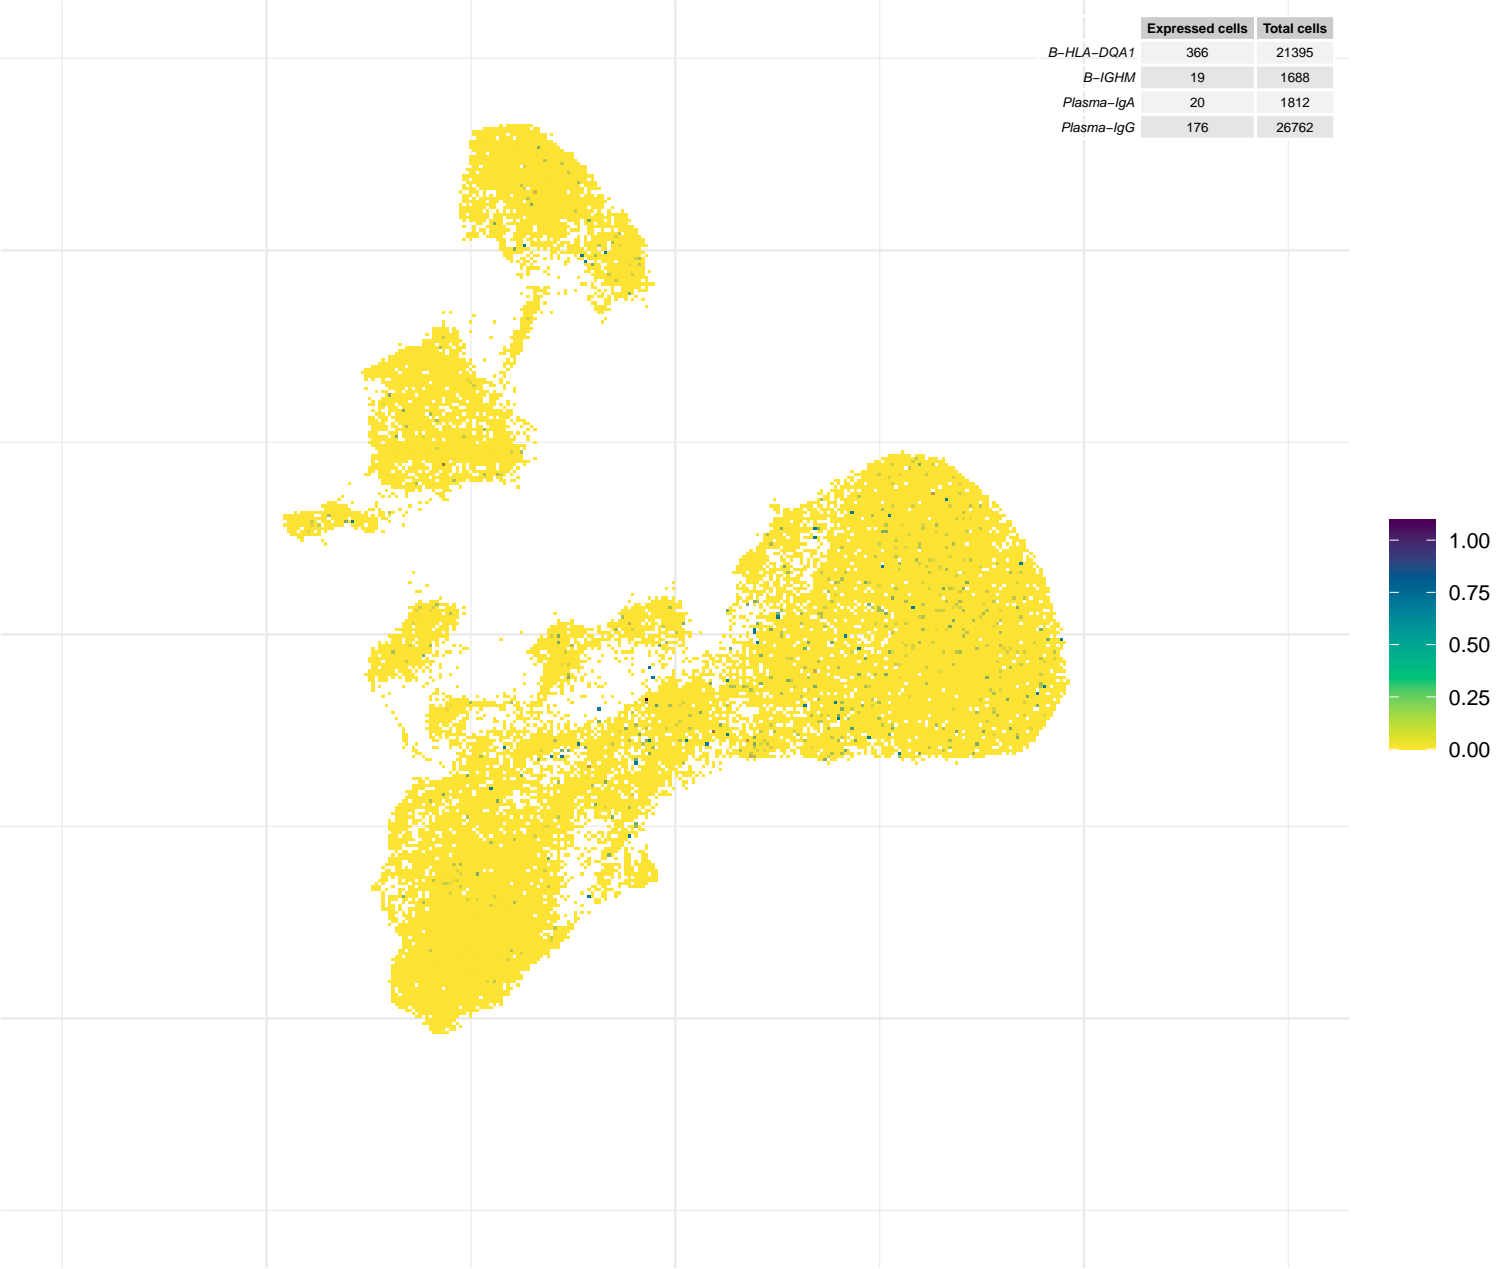 Expressed cells Total cells
B−HLA−DQA1 366 21395
B−IGHM 19 1688
Plasma−IgA 20 1812
Plasma−IgG 176 26762
1.00
0.75
0.50
0.25
0.00